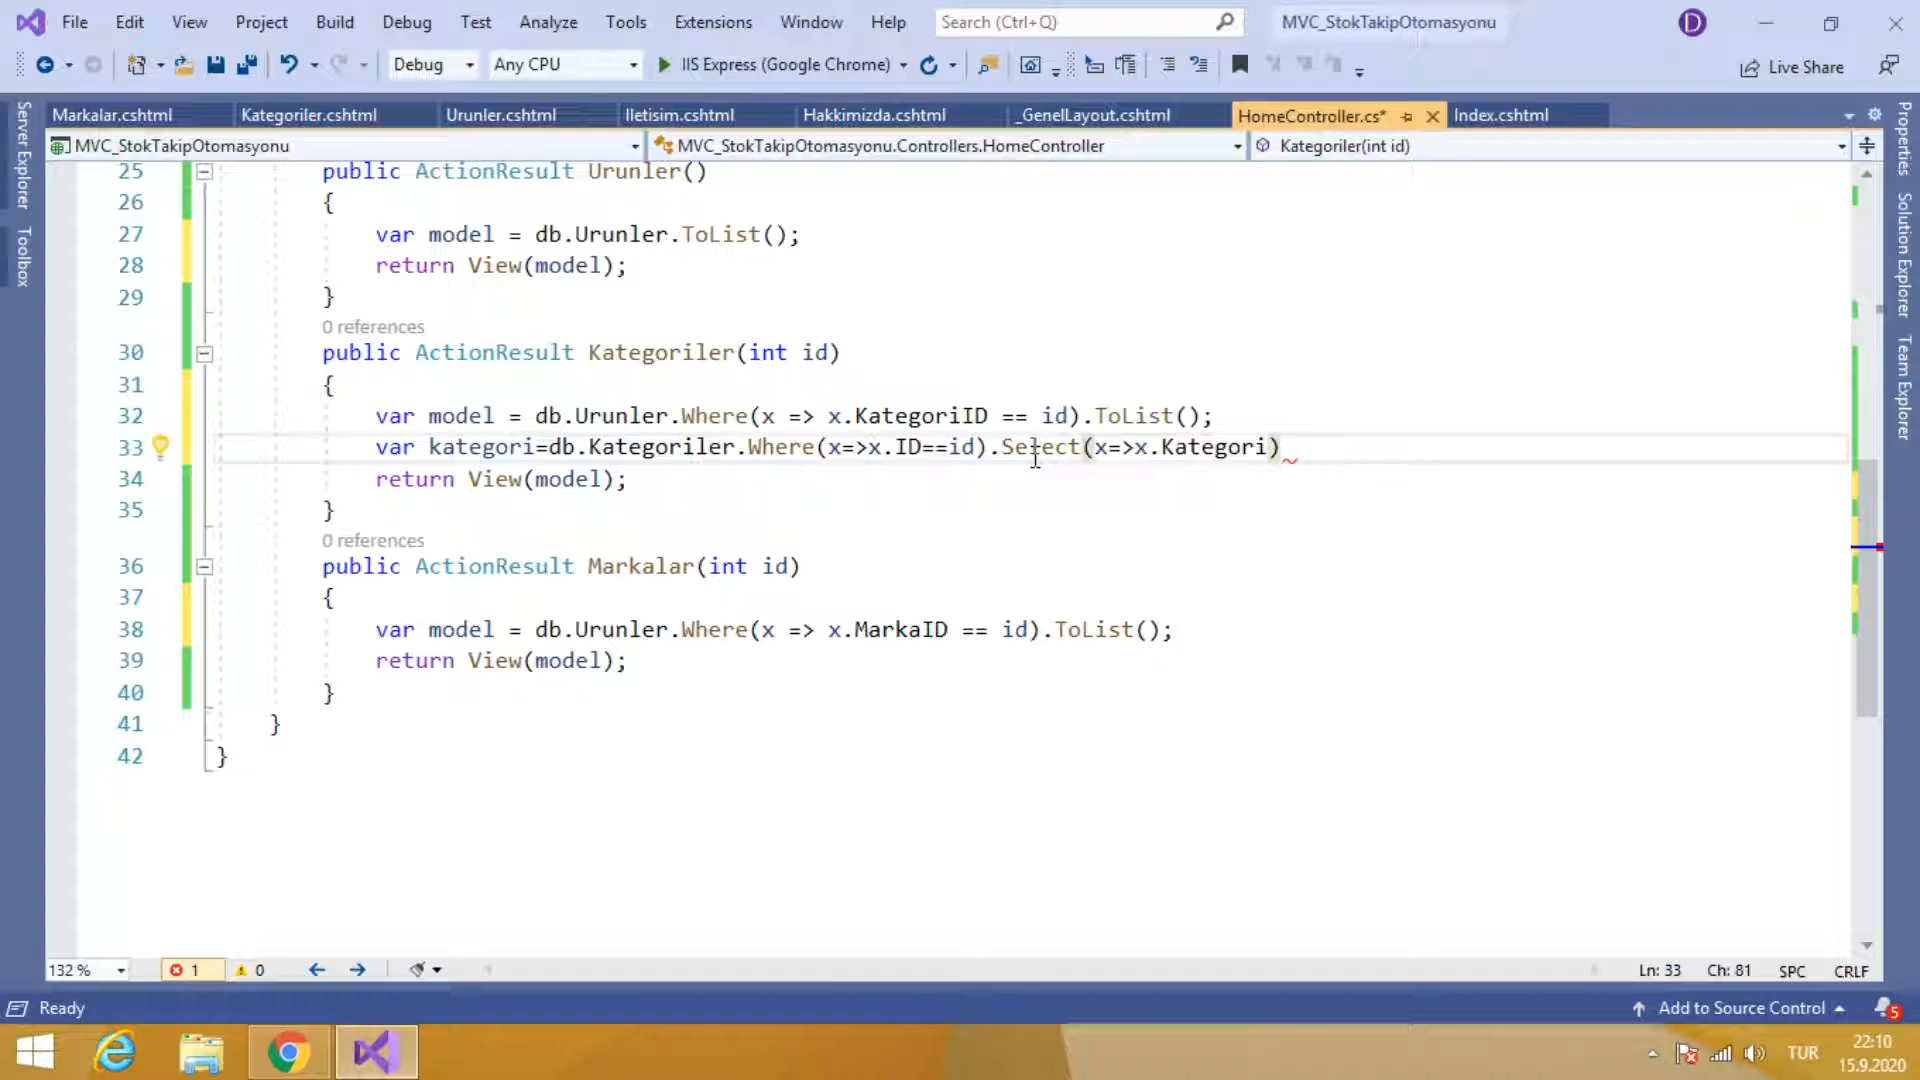 File Edit View Project Build Debug Test Analyze Tools Extensions Window Help Search (Ctrl+Q) MVC_StokTakipOtomasyonu D
Debug Any CPU IIS Express (Google Chrome) Live Share
Markalar.cshtml Kategoriler.cshtml Urunler.cshtml Iletisim.cshtml Hakkimizda.cshtml _GenelLayout.cshtml HomeController.cs* Index.cshtml
MVC_StokTakipOtomasyonu MVC_StokTakipOtomasyonu.Controllers.HomeController Kategoriler(int id)
Server Explorer
Toolbox
Properties
Solution Explorer
Team Explorer
25 public ActionResult Urunler()
26 {
27 var model = db.Urunler.ToList();
28 return View(model);
29 }
0 references
30 public ActionResult Kategoriler(int id)
31 {
32 var model = db.Urunler.Where(x => x.KategoriID == id).ToList();
33 var kategori=db.Kategoriler.Where(x=>x.ID==id).Select(x=>x.Kategori)
34 return View(model);
35 }
0 references
36 public ActionResult Markalar(int id)
37 {
38 var model = db.Urunler.Where(x => x.MarkaID == id).ToList();
39 return View(model);
40 }
41 }
42 }
132 % 1 0 Ln: 33 Ch: 81 SPC CRLF
Ready Add to Source Control 5
TUR 22:10
15.9.2020